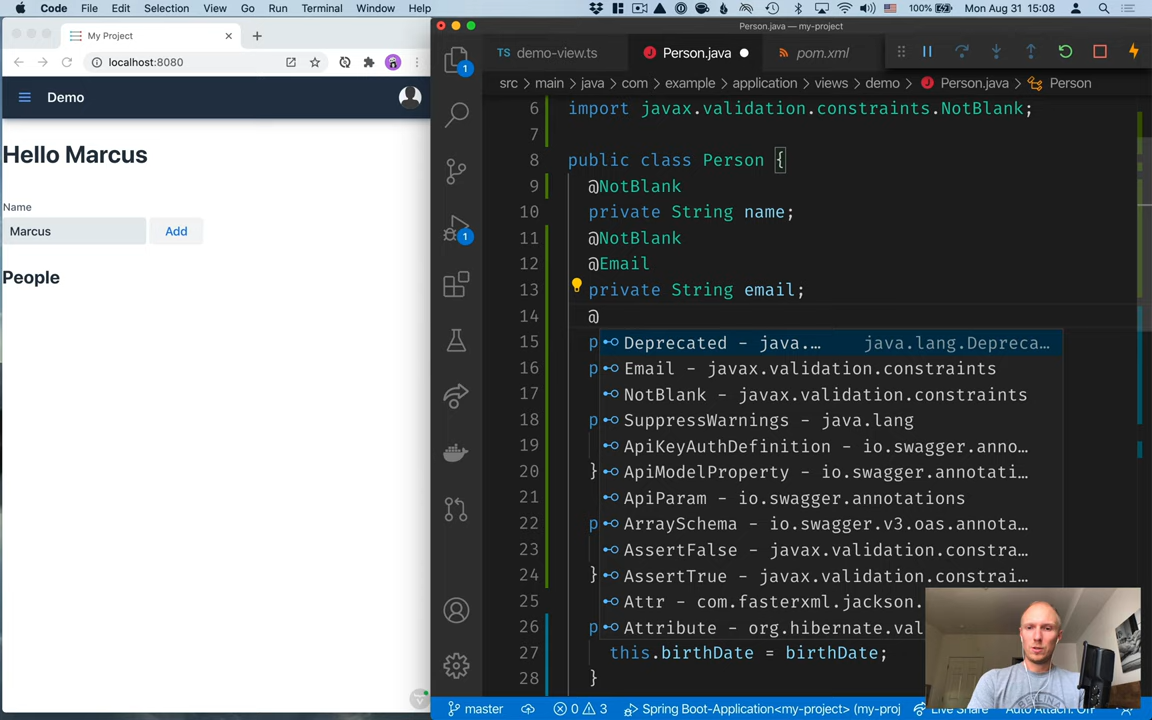 Code File Edit Selection View Go Run Terminal Window Help 100% Mon Aug 31 15:08
My Project
localhost:8080
Demo
Hello Marcus
Name
Marcus Add
People
Person.java — my-project
TS demo-view.ts Person.java pom.xml
src > main > java > com > example > application > views > demo > Person.java > Person
1
1
6 import javax.validation.constraints.NotBlank;
7
8 public class Person {
9 @NotBlank
10 private String name;
11 @NotBlank
12 @Email
13 private String email;
14 @
15 p Deprecated - java.… java.lang.Depreca…
16 p Email - javax.validation.constraints
17 NotBlank - javax.validation.constraints
18 p SuppressWarnings - java.lang
19 ApiKeyAuthDefinition - io.swagger.anno…
20 } ApiModelProperty - io.swagger.annotati…
21 ApiParam - io.swagger.annotations
22 p ArraySchema - io.swagger.v3.oas.annota…
23 AssertFalse - javax.validation.constra…
24 } AssertTrue - javax.validation.constrai…
25 Attr - com.fasterxml.jackson.
26 p Attribute - org.hibernate.val
27 this.birthDate = birthDate;
28 }
master 0 3 Spring Boot-Application<my-project> (my-proj Live Share Auto Attach: Off